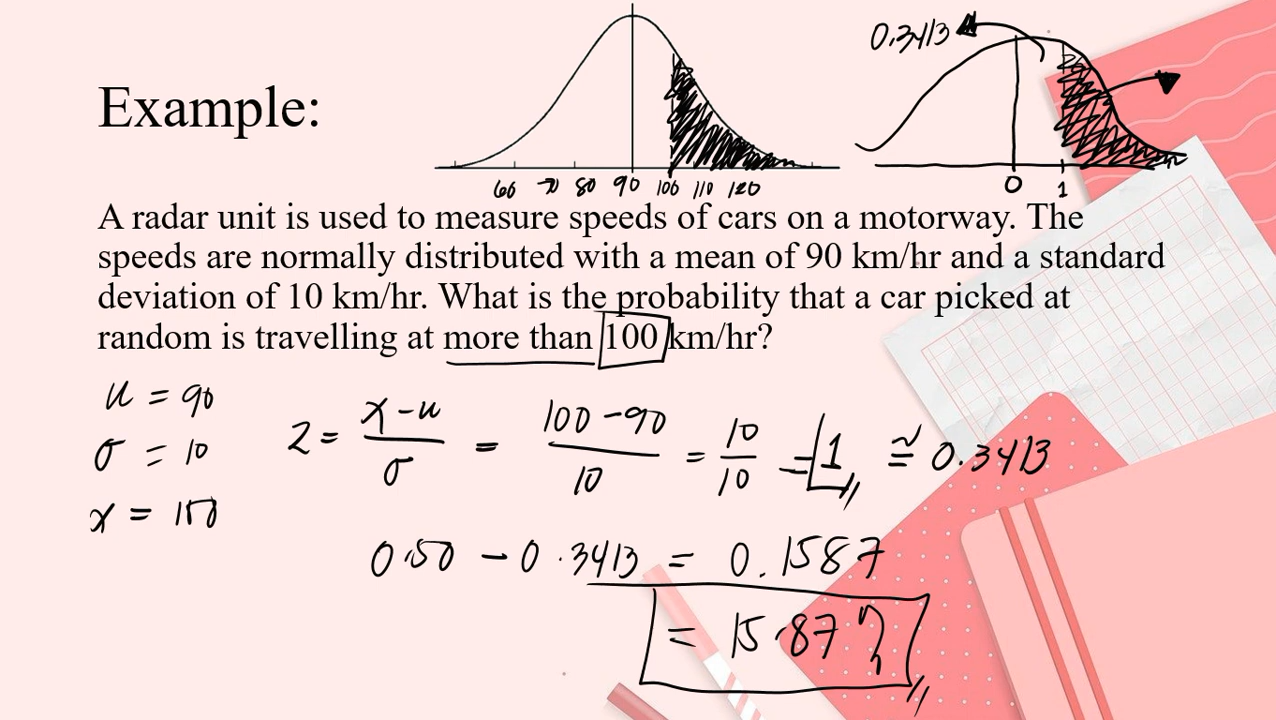 0.3413
Example:
60 70 80 90 100 110 120
0 1
A radar unit is used to measure speeds of cars on a motorway. The
speeds are normally distributed with a mean of 90 km/hr and a standard
deviation of 10 km/hr. What is the probability that a car picked at
random is travelling at more than 100 km/hr?
u = 90
σ = 10
x = 100
Z = x-u / σ = 100-90 / 10 = 10 / 10 = 1 ≅ 0.3413
0.50 - 0.3413 = 0.1587
= 15.87%